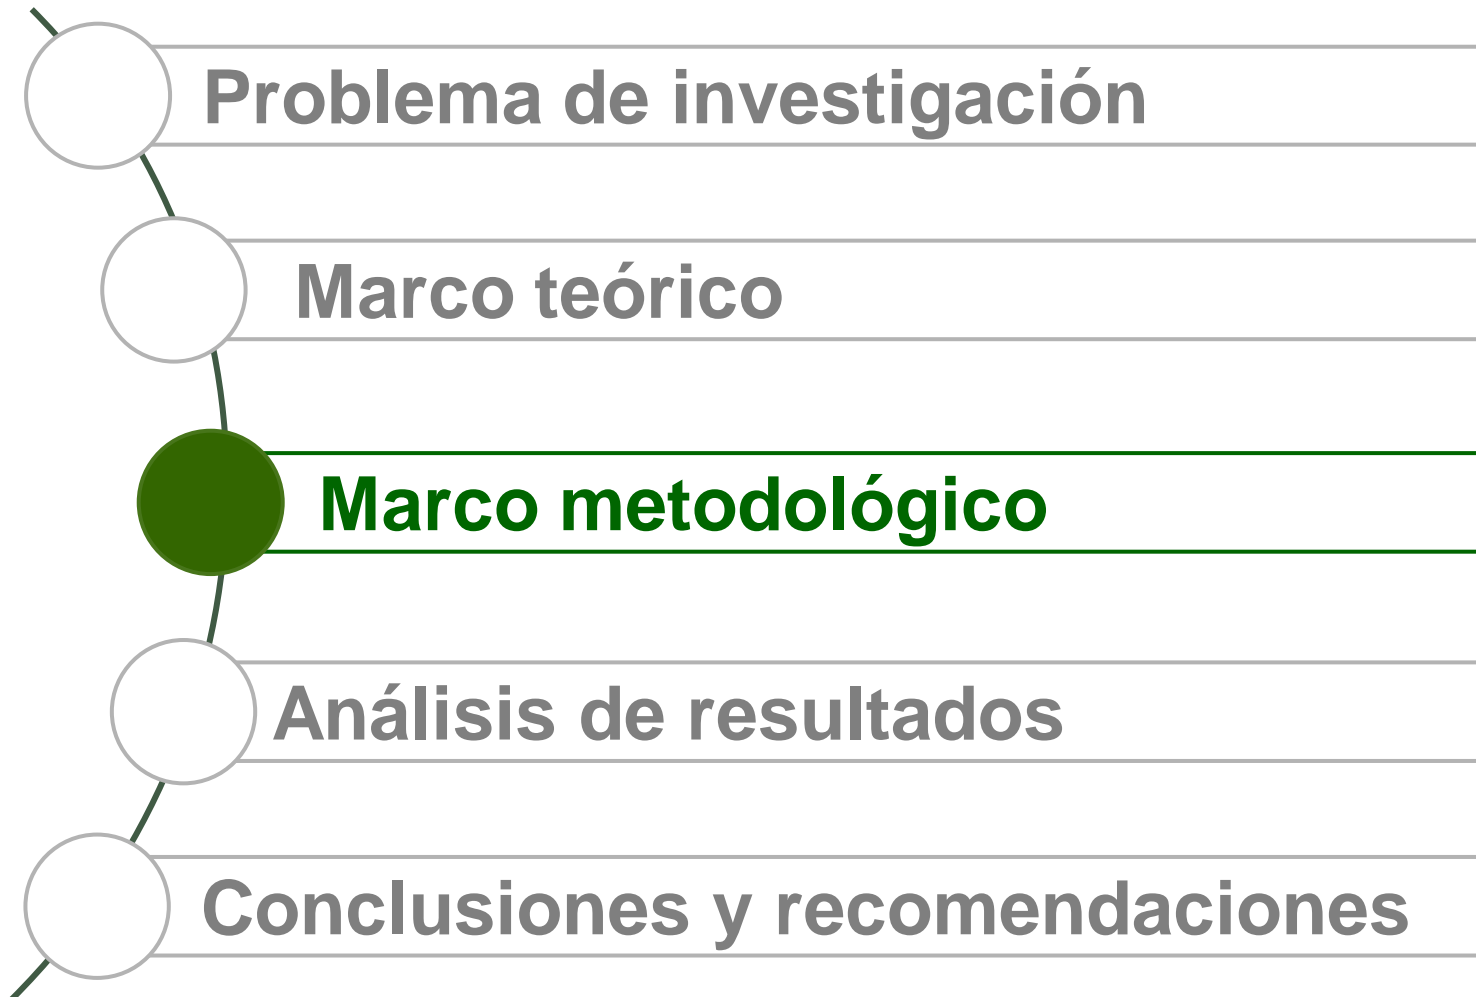 Problema de investigación
Marco teórico
Marco metodológico
Análisis de resultados
Conclusiones y recomendaciones